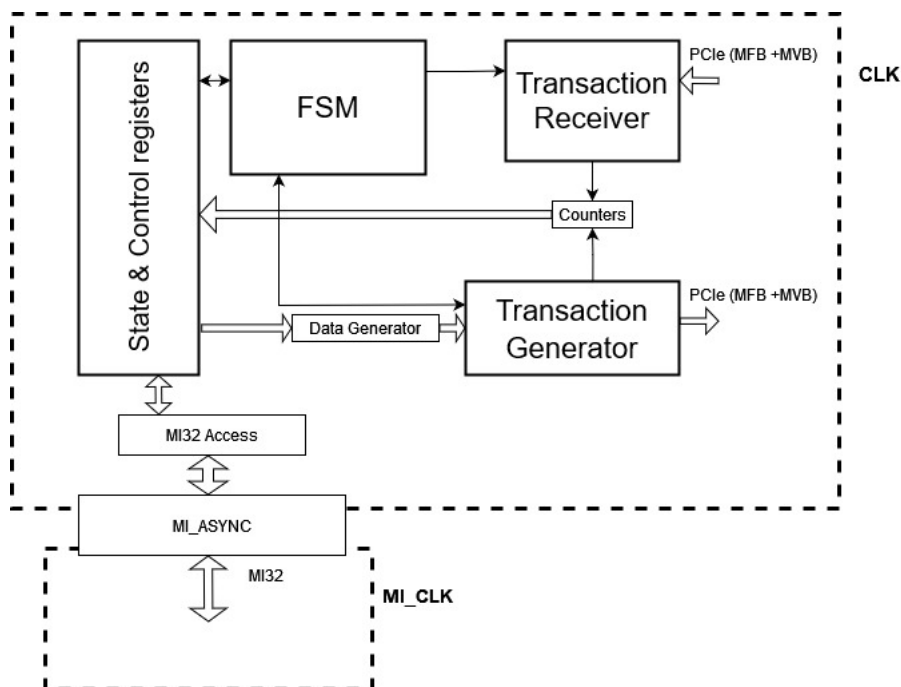 State & Control registers
FSM
Transaction
Receiver
PCIe (MFB +MVB)
CLK
Counters
Data Generator
Transaction
Generator
PCIe (MFB +MVB)
MI32 Access
MI_ASYNC
MI32
MI_CLK